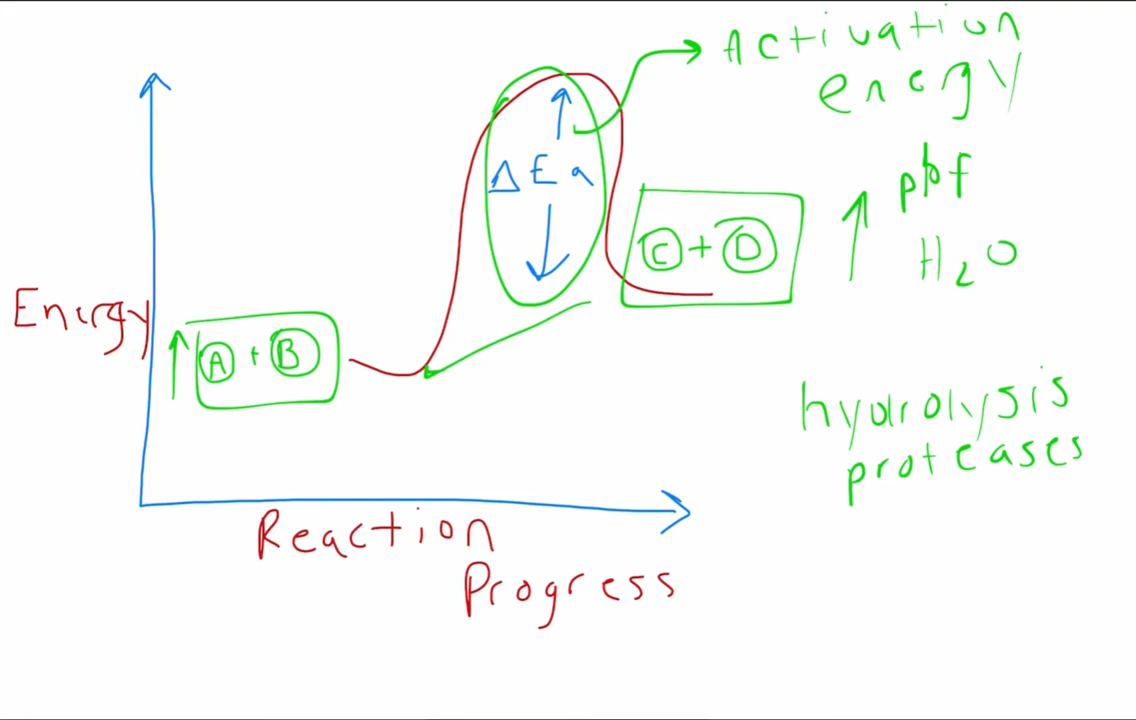 Activation
energy
ΔEa
H₂O
C + D
Energy
A + B
hydrolysis
proteases
Reaction
Progress